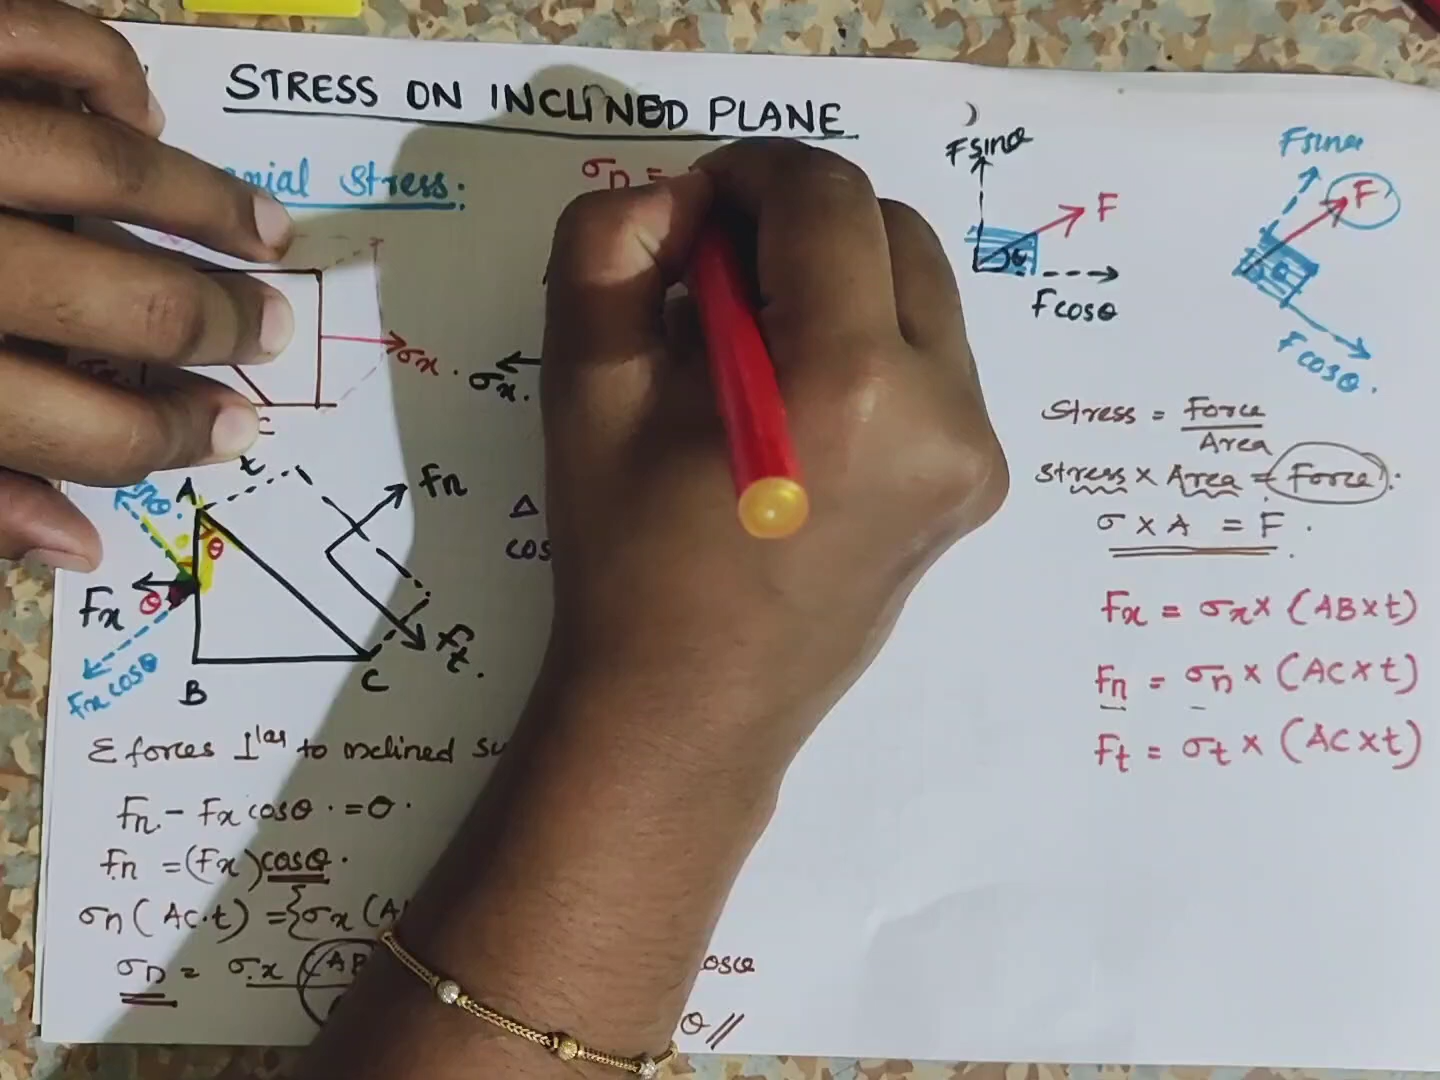 STRESS ON INCLINED PLANE
Stress:
σn =
σx.
σx.
C
t
A
Fn
θ
θ
Fx
Fx cosθ
Ft.
B
C
Δ
cos
Σ forces ⊥lar to inclined
Fn - Fx cosθ = 0.
Fn = (Fx) cosθ.
σn (AC.t) = {σx (A
σn = σx (AB
osθ
θ //
Fsinθ
F
θ
Fcosθ
F
θ
Fcosθ.
Stress = Force
Area
Stress × Area = Force.
σ × A = F.
Fx = σx × (AB × t)
Fn = σn × (AC × t)
Ft = σt × (AC × t)